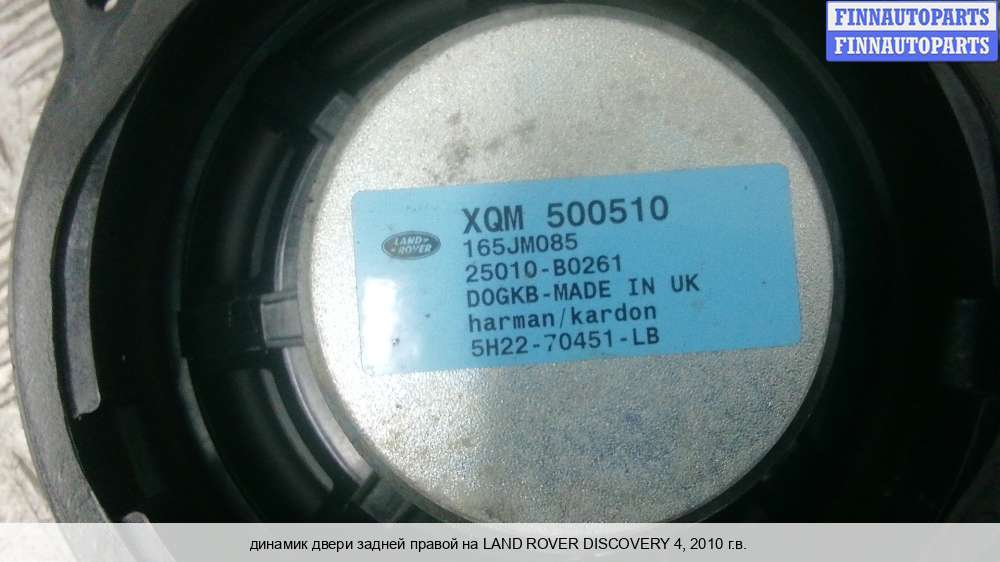 FINNAUTOPARTS
FINNAUTOPARTS
XQM 500510
LAND
ROVER
165JM085
25010-B0261
DOGKB-MADE IN UK
harman/kardon
5H22-70451-LB
динамик двери задней правой на LAND ROVER DISCOVERY 4, 2010 г.в.